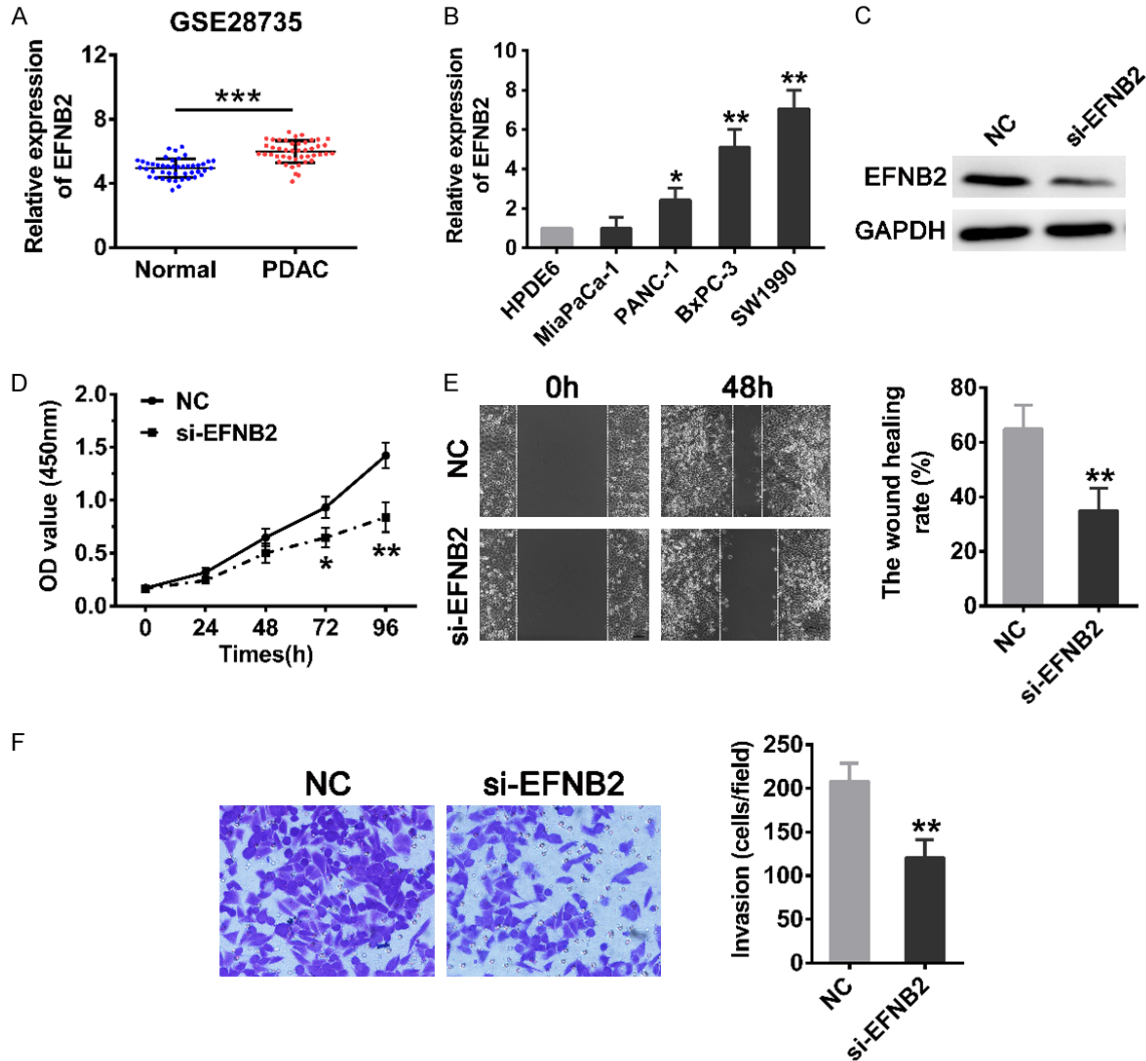 A
GSE28735
Relative expression
of EFNB2
12
8
4
0
***
Normal
PDAC
B
Relative expression
of EFNB2
10
8
6
4
2
0
*
**
**
HPDE6
MiaPaCa-1
PANC-1
BxPC-3
SW1990
C
NC
si-EFNB2
EFNB2
GAPDH
D
OD value (450nm)
2.0
1.5
1.0
0.5
0.0
NC
si-EFNB2
*
**
0
24
48
72
96
Times(h)
E
0h
48h
NC
si-EFNB2
The wound healing
rate (%)
80
60
40
20
0
**
NC
si-EFNB2
F
NC
si-EFNB2
Invasion (cells/field)
250
200
150
100
50
0
**
NC
si-EFNB2